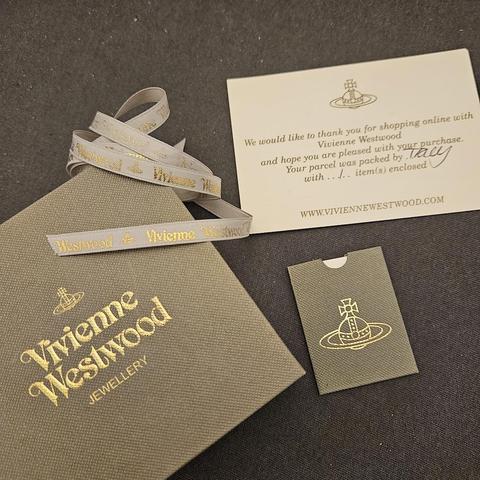 We would like to thank you for shopping online with
Vivienne Westwood
and hope you are pleased with your purchase.
Your parcel was packed by Tracy
with ..1.. item(s) enclosed
WWW.VIVIENNEWESTWOOD.COM
Westwood
Vivienne Westwood
Westwood Vivienne Westwood
Vivienne
Westwood
JEWELLERY